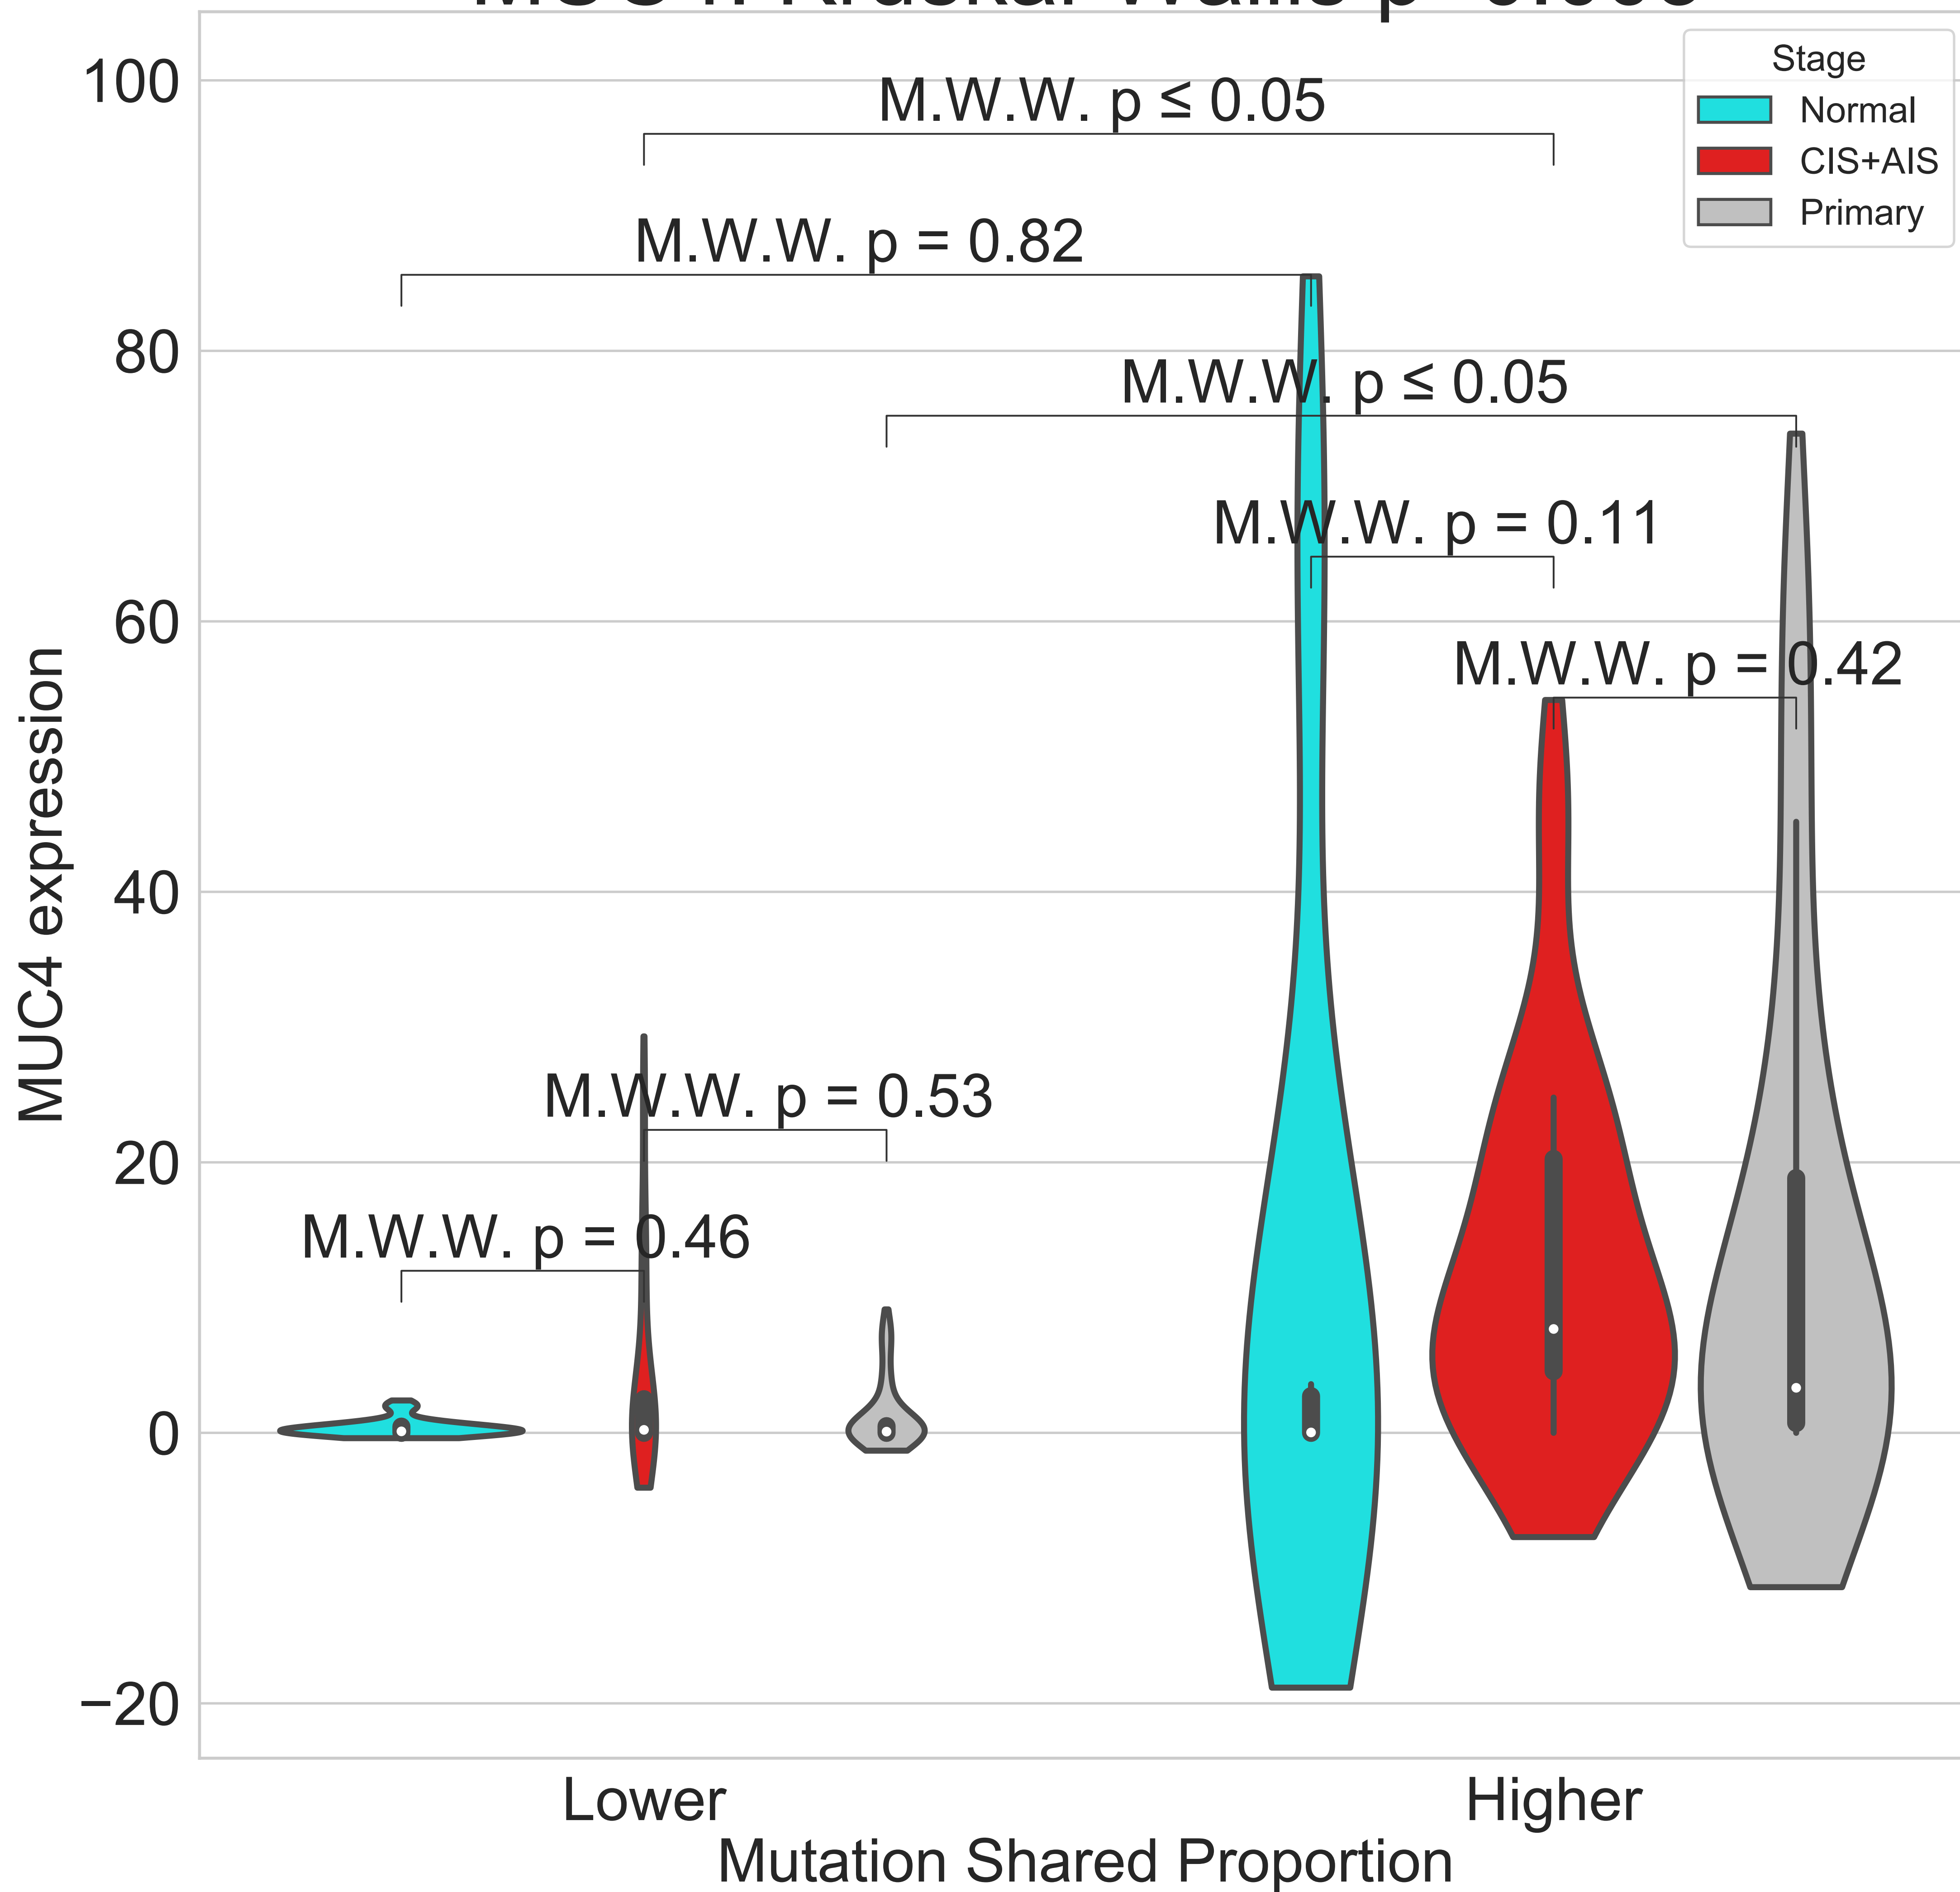 100
80
60
40
20
0
−20
MUC4 expression
M.W.W. p ≤ 0.05
M.W.W. p = 0.82
M.W.W. p ≤ 0.05
M.W.W. p = 0.11
M.W.W. p = 0.42
M.W.W. p = 0.53
M.W.W. p = 0.46
Stage
Normal
CIS+AIS
Primary
Lower
Higher
Mutation Shared Proportion